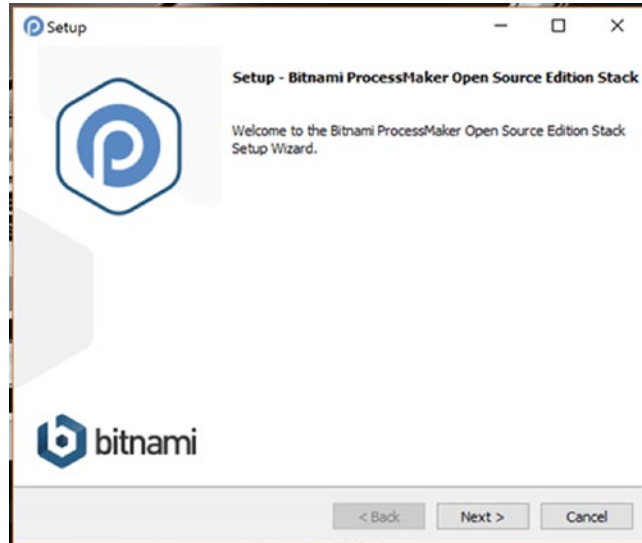 Setup
Setup - Bitnami ProcessMaker Open Source Edition Stack
Welcome to the Bitnami ProcessMaker Open Source Edition Stack
Setup Wizard.
bitnami
< Back
Next >
Cancel